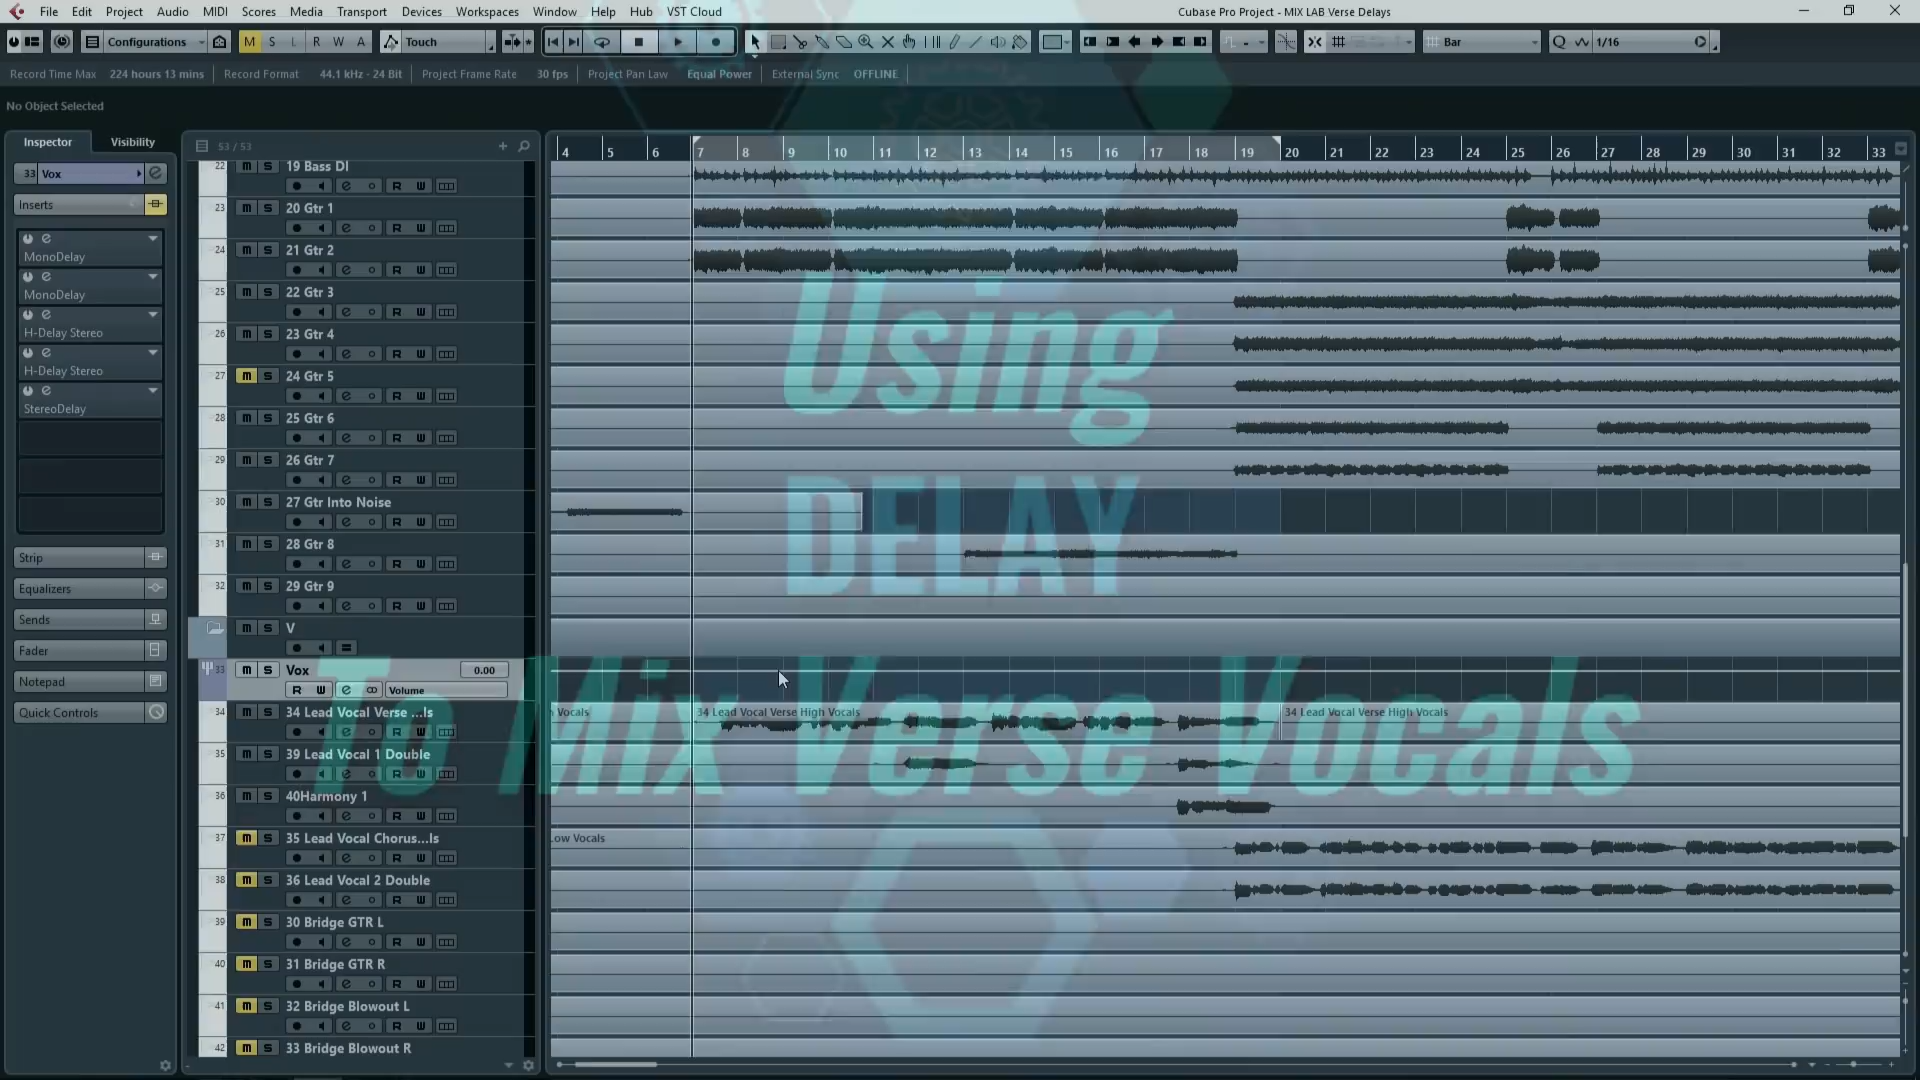 File Edit Project Audio MIDI Scores Media Transport Devices Workspaces Window Help Hub VST Cloud
Cubase Pro Project - MIX LAB Verse Delays
Configurations M S L R W A Touch Bar Q 1/16
Record Time Max 224 hours 13 mins Record Format 44.1 kHz - 24 Bit Project Frame Rate 30 fps Project Pan Law Equal Power External Sync OFFLINE
No Object Selected
Inspector Visibility
53 / 53
4 5 6 7 8 9 10 11 12 13 14 15 16 17 18 19 20 21 22 23 24 25 26 27 28 29 30 31 32 33
33 Vox
Inserts
MonoDelay
MonoDelay
H-Delay Stereo
H-Delay Stereo
StereoDelay
Strip
Equalizers
Sends
Fader
Notepad
Quick Controls
22 m S 19 Bass DI
R W
23 m S 20 Gtr 1
R W
24 m S 21 Gtr 2
R W
25 m S 22 Gtr 3
R W
26 m S 23 Gtr 4
R W
27 m S 24 Gtr 5
R W
28 m S 25 Gtr 6
R W
29 m S 26 Gtr 7
R W
30 m S 27 Gtr Into Noise
R W
31 m S 28 Gtr 8
R W
32 m S 29 Gtr 9
R W
m S V
33 m S Vox 0.00
R W Volume
34 m S 34 Lead Vocal Verse ...ls
R W
35 m S 39 Lead Vocal 1 Double
R W
36 m S 40Harmony 1
R W
37 m S 35 Lead Vocal Chorus...ls
R W
38 m S 36 Lead Vocal 2 Double
R W
39 m S 30 Bridge GTR L
R W
40 m S 31 Bridge GTR R
R W
41 m S 32 Bridge Blowout L
R W
42 m S 33 Bridge Blowout R
Vocals 34 Lead Vocal Verse High Vocals 34 Lead Vocal Verse High Vocals
Low Vocals
Using
DELAY
To Mix Verse Vocals